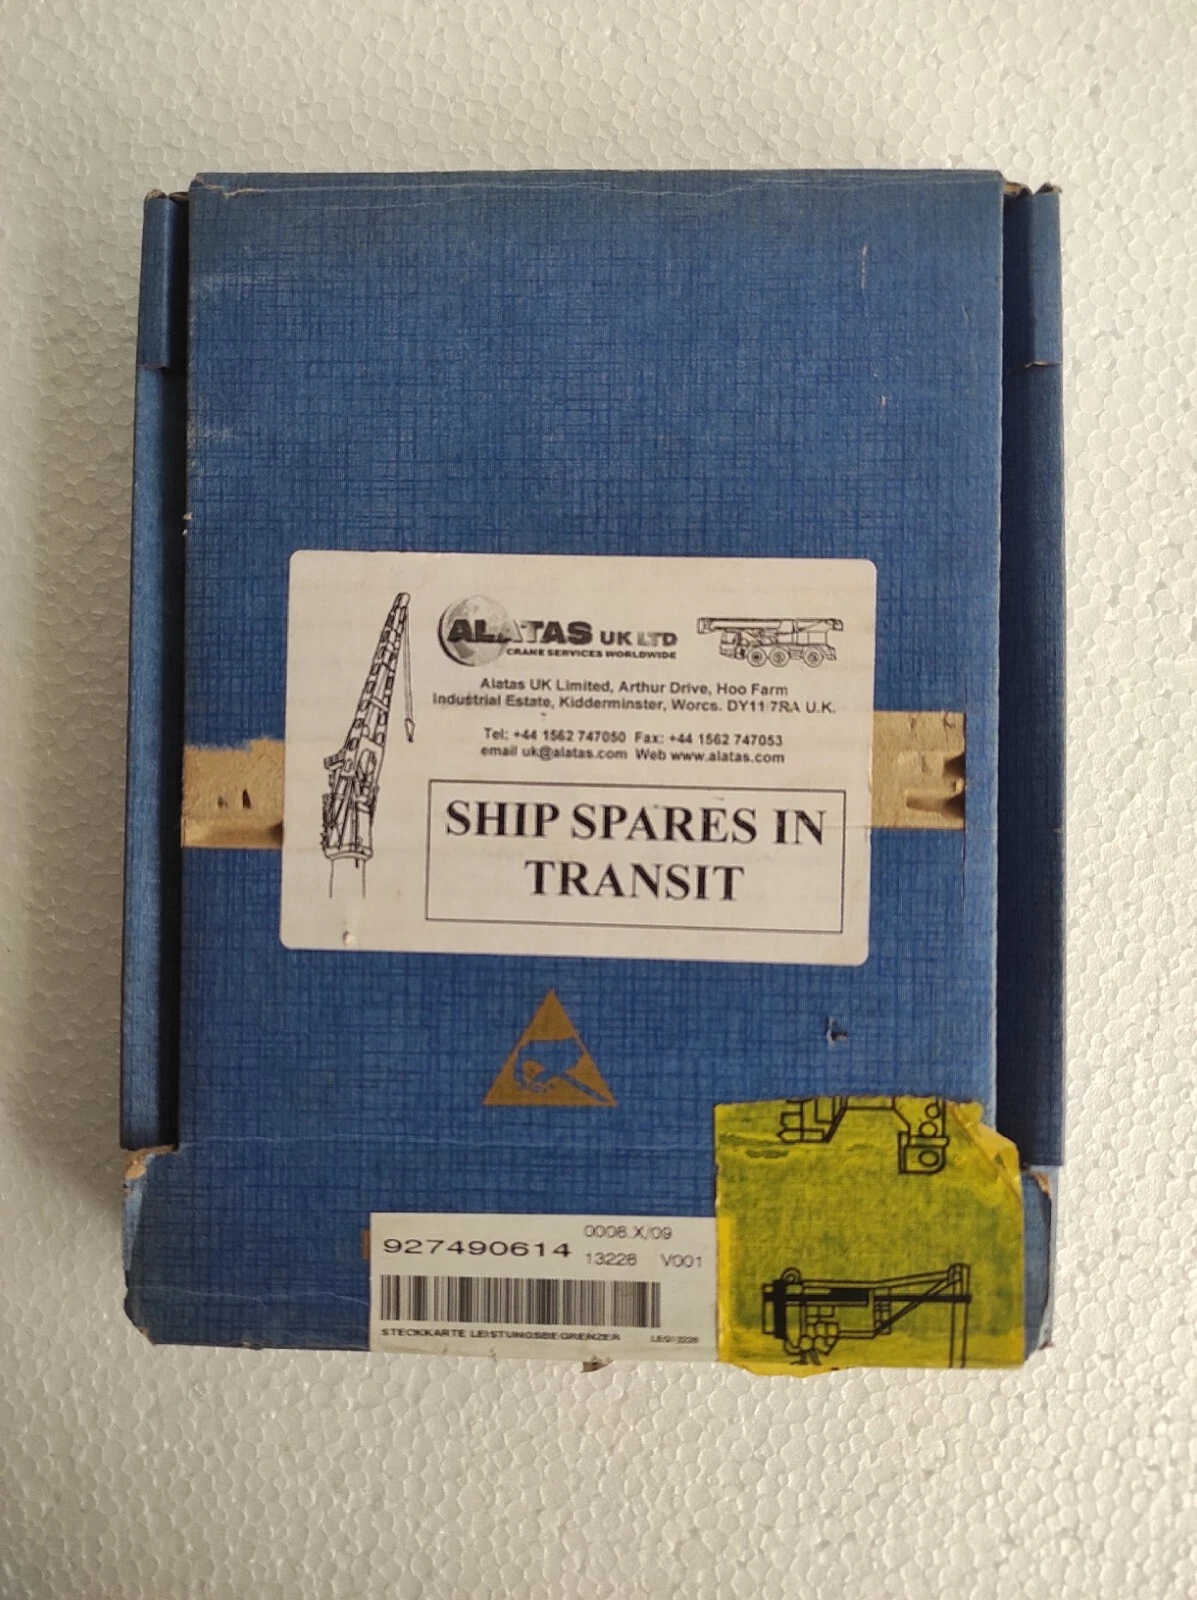 ALATAS UK LTD
CRANE SERVICES WORLDWIDE
Alatas UK Limited, Arthur Drive, Hoo Farm
Industrial Estate, Kidderminster, Worcs. DY11 7RA U.K.
Tel: +44 1562 747050 Fax: +44 1562 747053
email uk@alatas.com Web www.alatas.com
SHIP SPARES IN
TRANSIT
0008.X/09
927490614
13228 V001
STECKKARTE LEISTUNGSBEGRENZER